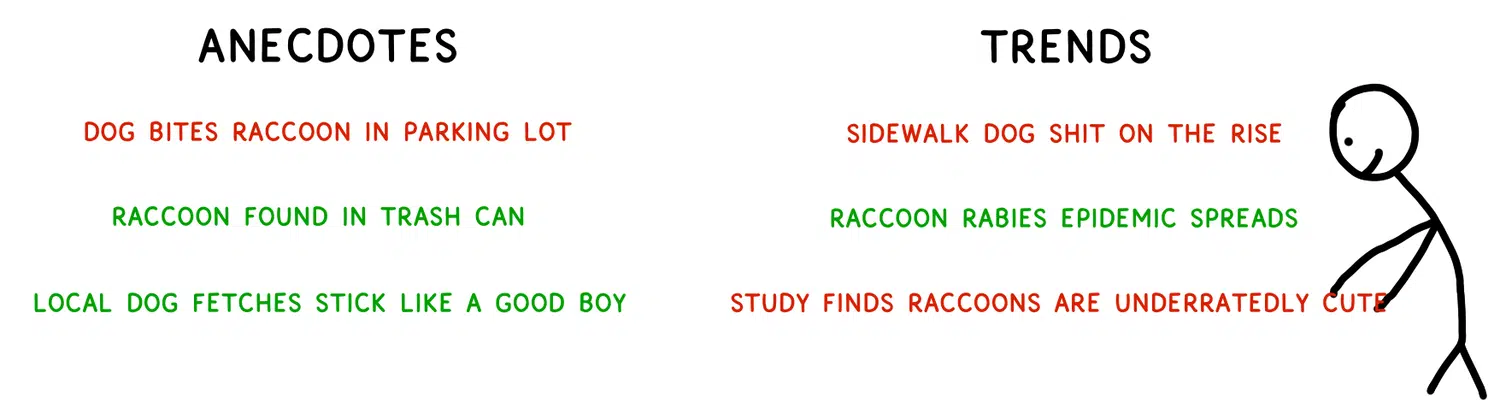 ANECDOTES
DOG BITES RACCOON IN PARKING LOT
RACCOON FOUND IN TRASH CAN
LOCAL DOG FETCHES STICK LIKE A GOOD BOY
TRENDS
SIDEWALK DOG SHIT ON THE RISE
RACCOON RABIES EPIDEMIC SPREADS
STUDY FINDS RACCOONS ARE UNDERRATEDLY CUTE